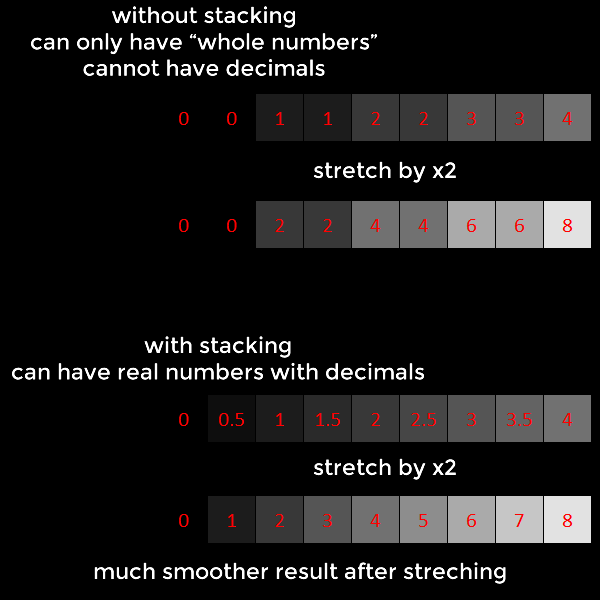 without stacking
can only have “whole numbers”
cannot have decimals
0 0 1 1 2 2 3 3 4
stretch by x2
0 0 2 2 4 4 6 6 8
with stacking
can have real numbers with decimals
0 0.5 1 1.5 2 2.5 3 3.5 4
stretch by x2
0 1 2 3 4 5 6 7 8
much smoother result after streching